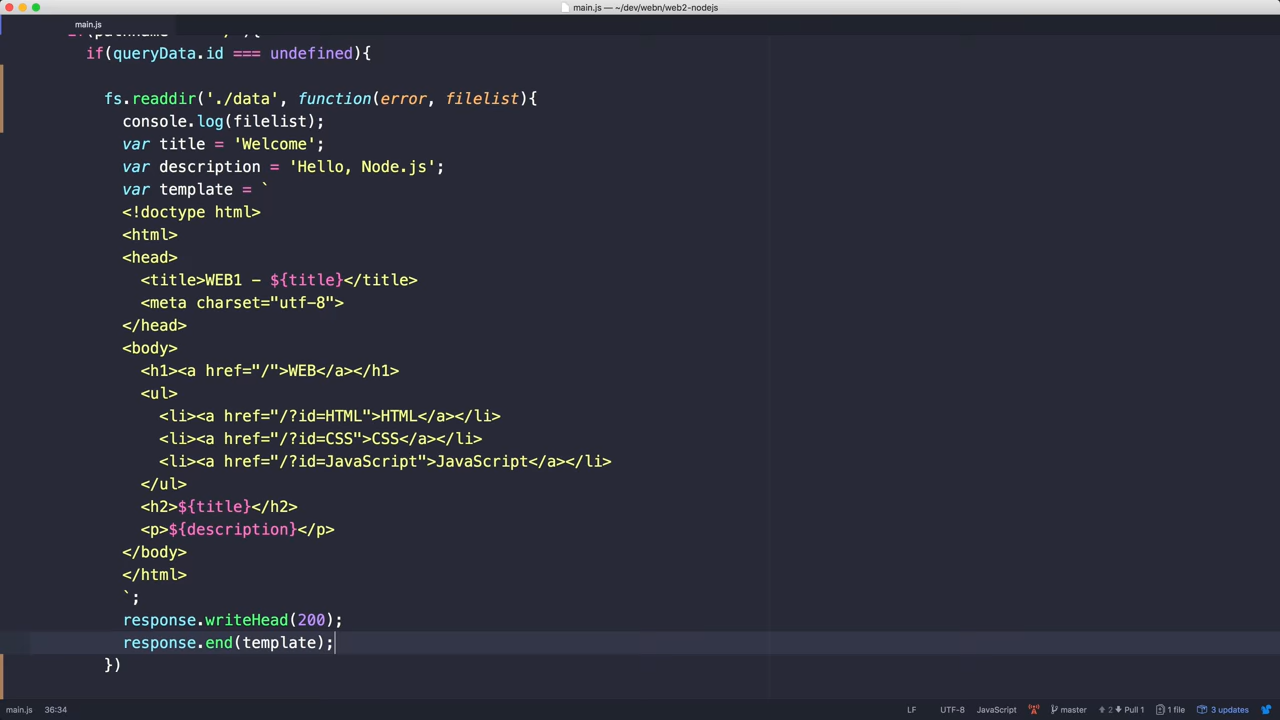 main.js — ~/dev/webn/web2-nodejs
main.js
if(queryData.id === undefined){
fs.readdir('./data', function(error, filelist){
console.log(filelist);
var title = 'Welcome';
var description = 'Hello, Node.js';
var template = `
<!doctype html>
<html>
<head>
<title>WEB1 - ${title}</title>
<meta charset="utf-8">
</head>
<body>
<h1><a href="/">WEB</a></h1>
<ul>
<li><a href="/?id=HTML">HTML</a></li>
<li><a href="/?id=CSS">CSS</a></li>
<li><a href="/?id=JavaScript">JavaScript</a></li>
</ul>
<h2>${title}</h2>
<p>${description}</p>
</body>
</html>
`;
response.writeHead(200);
response.end(template);
})
main.js 36:34 LF UTF-8 JavaScript master 2 Pull 1 1 file 3 updates